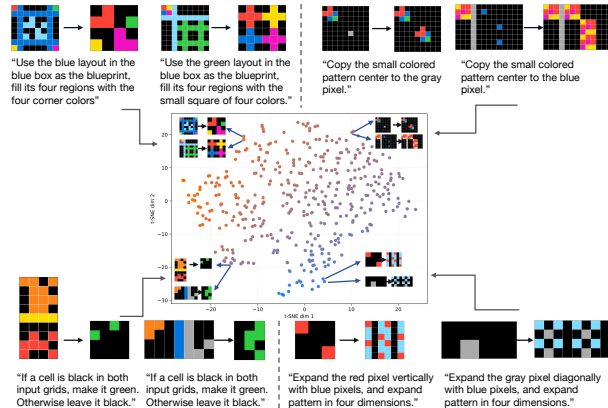 "Use the blue layout in the
blue box as the blueprint,
fill its four regions with the
four corner colors"
"Use the green layout in the
blue box as the blueprint,
fill its four regions with the
small square of four colors."
"Copy the small colored
pattern center to the gray
pixel."
"Copy the small colored
pattern center to the blue
pixel."
t-SNE dim 2
20
10
0
−10
−20
−30
−20
−10
0
10
20
t-SNE dim 1
"If a cell is black in both
input grids, make it green.
Otherwise leave it black."
"If a cell is black in both
input grids, make it green.
Otherwise leave it black."
"Expand the red pixel vertically
with blue pixels, and expand
pattern in four dimensions."
"Expand the gray pixel diagonally
with blue pixels, and expand
pattern in four dimensions."